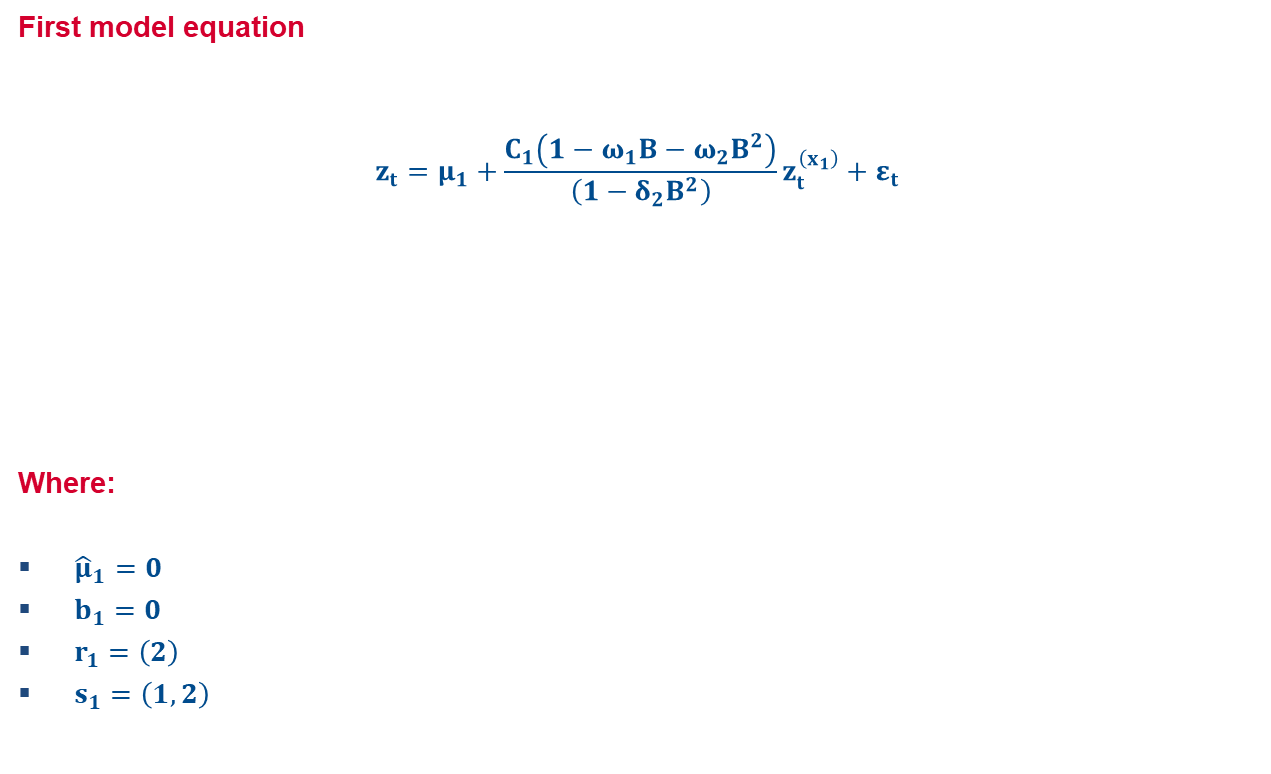 First model equation
z_t = μ_1 + C_1(1 − ω_1B − ω_2B^2) / (1 − δ_2B^2) z_t^(x_1) + ε_t
Where:
▪ μ̂_1 = 0
▪ b_1 = 0
▪ r_1 = (2)
▪ s_1 = (1, 2)